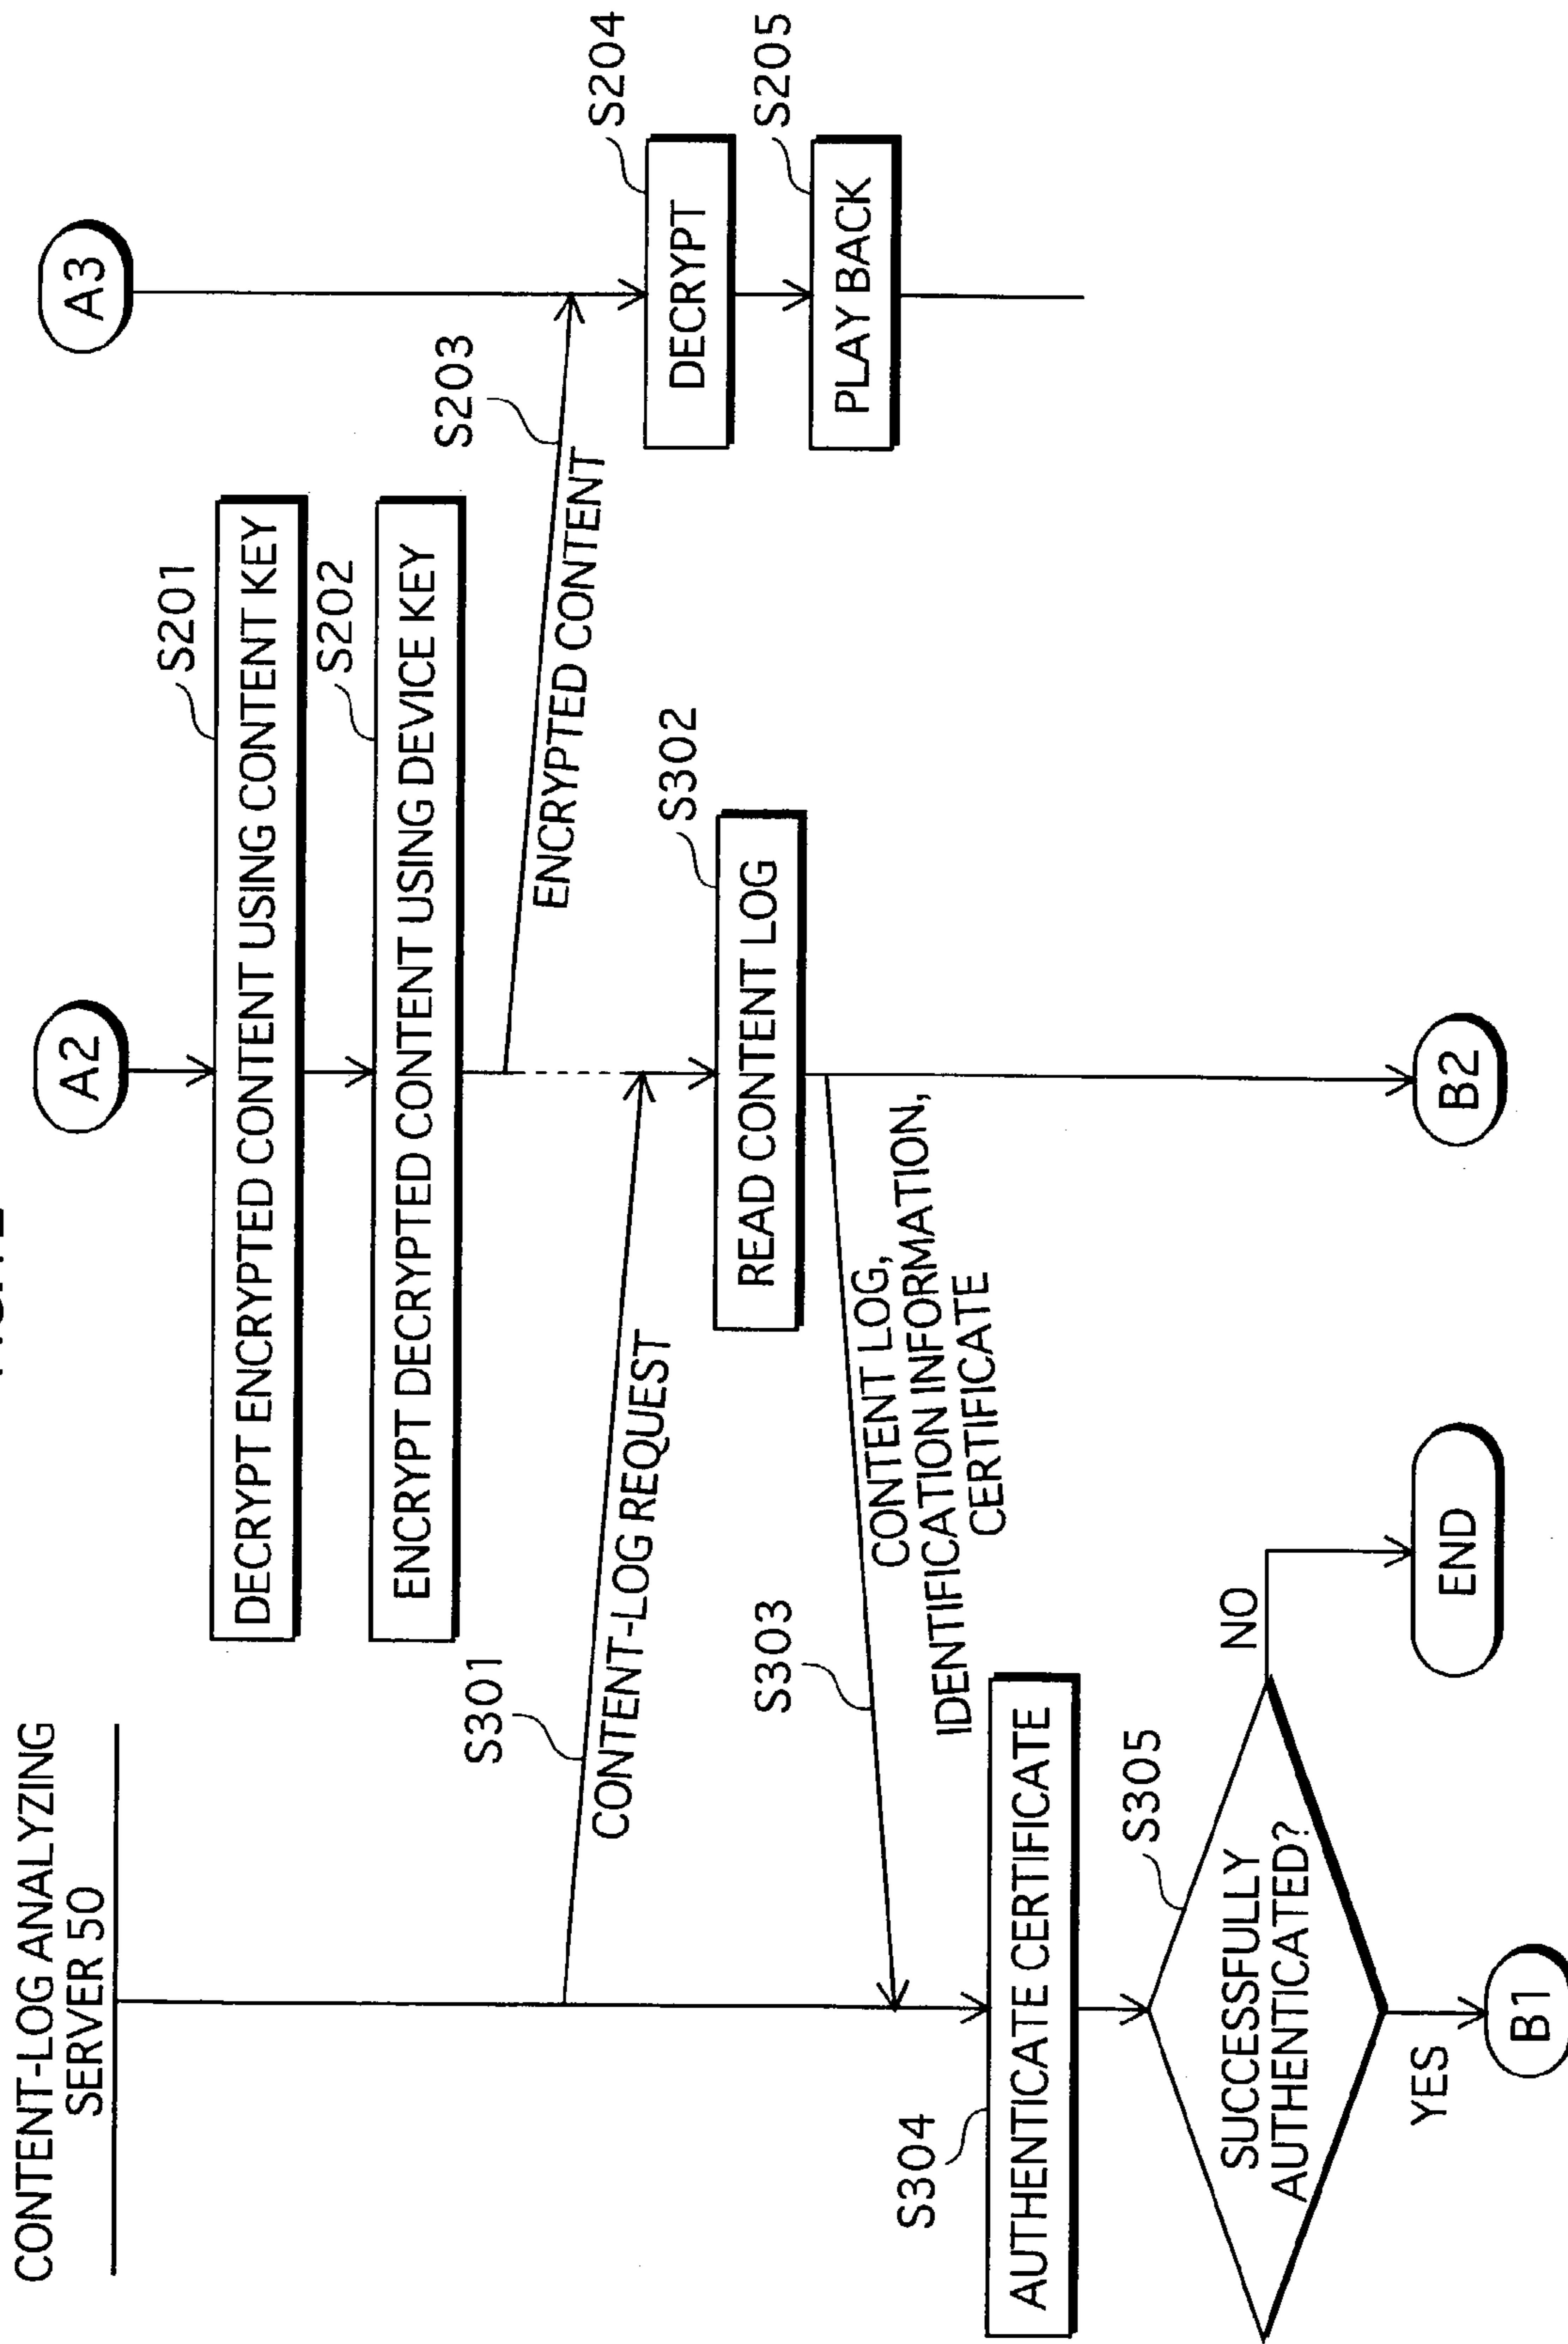 CONTENT-LOG ANALYZING
SERVER 50
A2
A3
S201
DECRYPT ENCRYPTED CONTENT USING CONTENT KEY
S202
ENCRYPT DECRYPTED CONTENT USING DEVICE KEY
S203
ENCRYPTED CONTENT
S204
DECRYPT
S205
PLAY BACK
S301
CONTENT-LOG REQUEST
S302
READ CONTENT LOG
S303
CONTENT LOG,
IDENTIFICATION INFORMATION,
CERTIFICATE
S304
AUTHENTICATE CERTIFICATE
S305
SUCCESSFULLY
AUTHENTICATED?
NO
END
YES
B1
B2